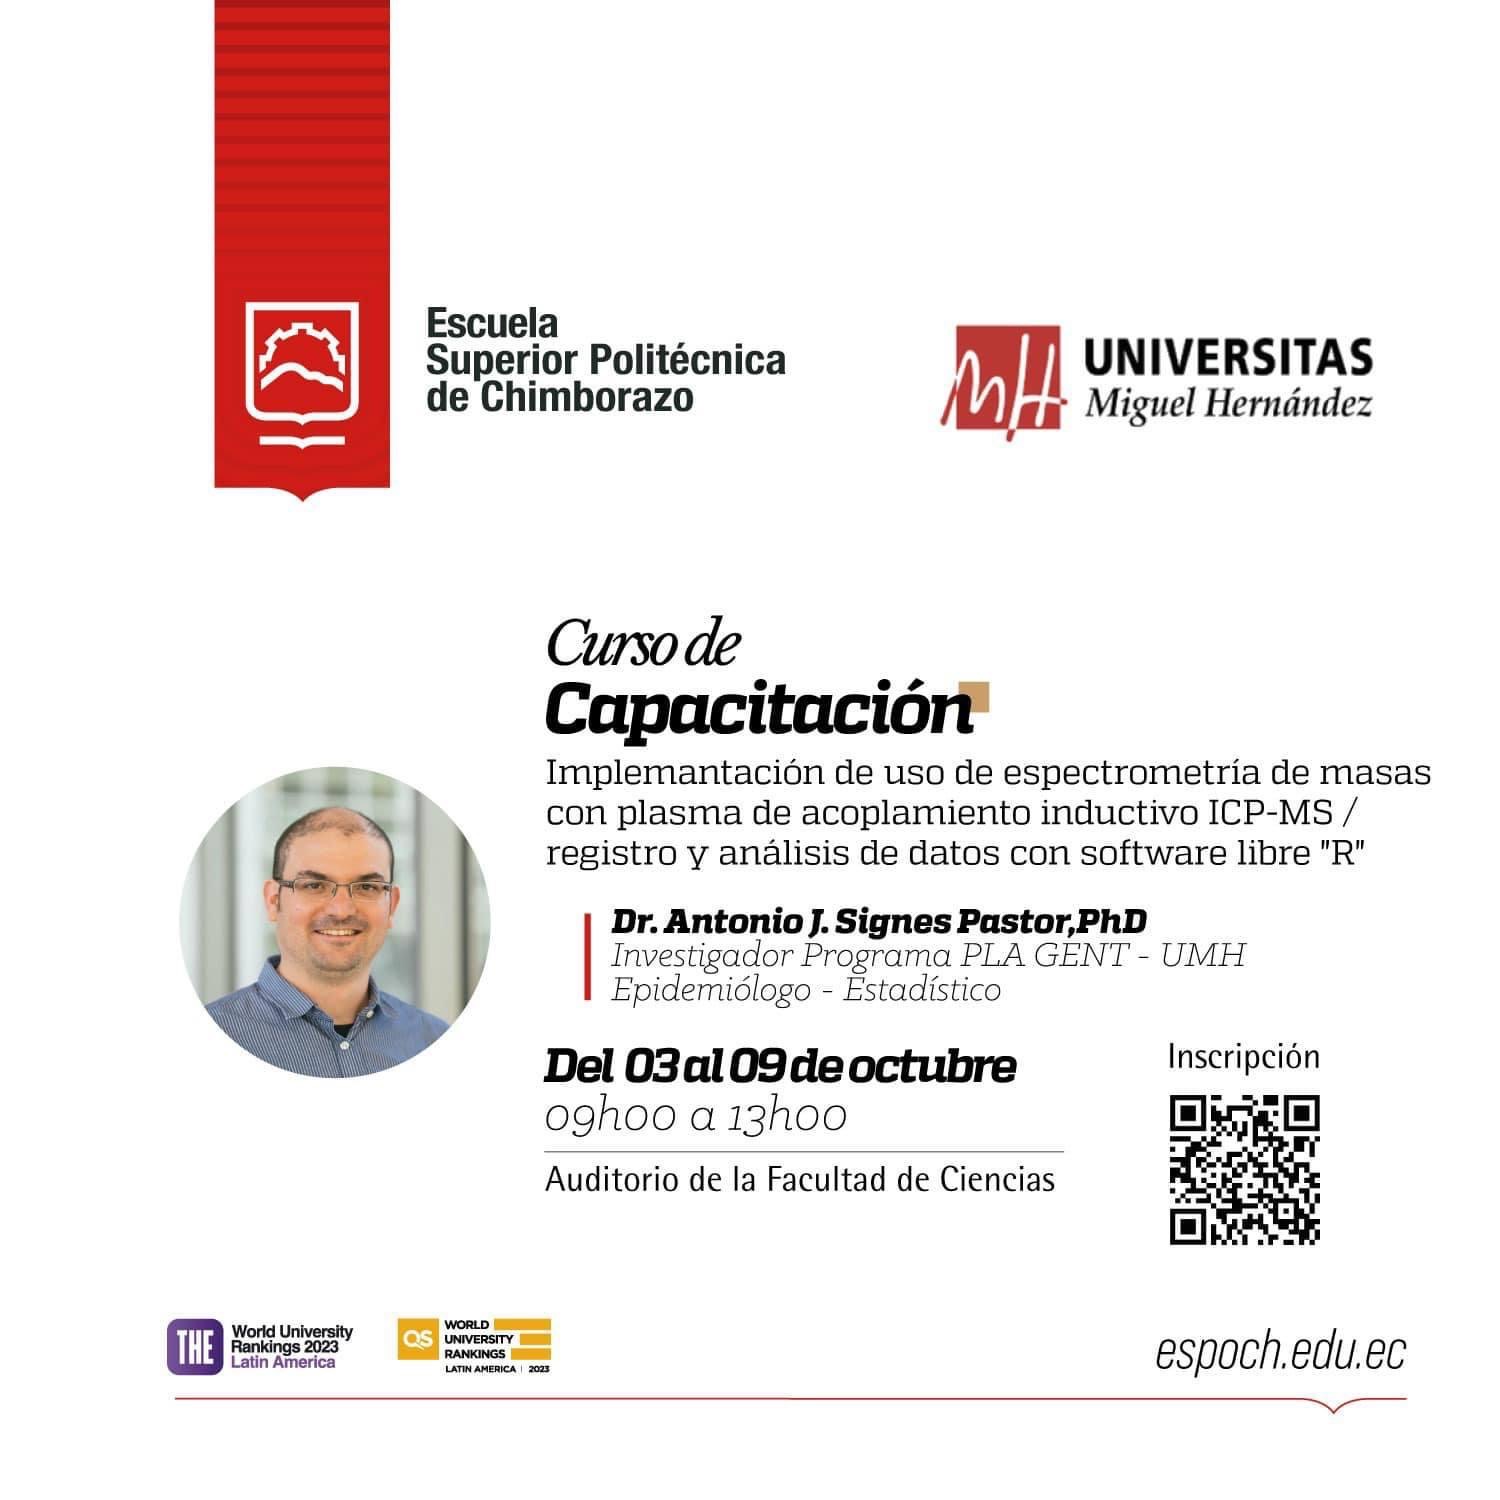 Escuela
Superior Politécnica
de Chimborazo
mH
UNIVERSITAS
Miguel Hernández
Curso de
Capacitación
Implemantación de uso de espectrometría de masas
con plasma de acoplamiento inductivo ICP-MS /
registro y análisis de datos con software libre "R"
Dr. Antonio J. Signes Pastor,PhD
Investigador Programa PLA GENT - UMH
Epidemiólogo - Estadístico
Del 03 al 09 de octubre
09h00 a 13h00
Auditorio de la Facultad de Ciencias
Inscripción
THE
World University
Rankings 2023
Latin America
QS
WORLD
UNIVERSITY
RANKINGS
LATIN AMERICA | 2023
espoch.edu.ec